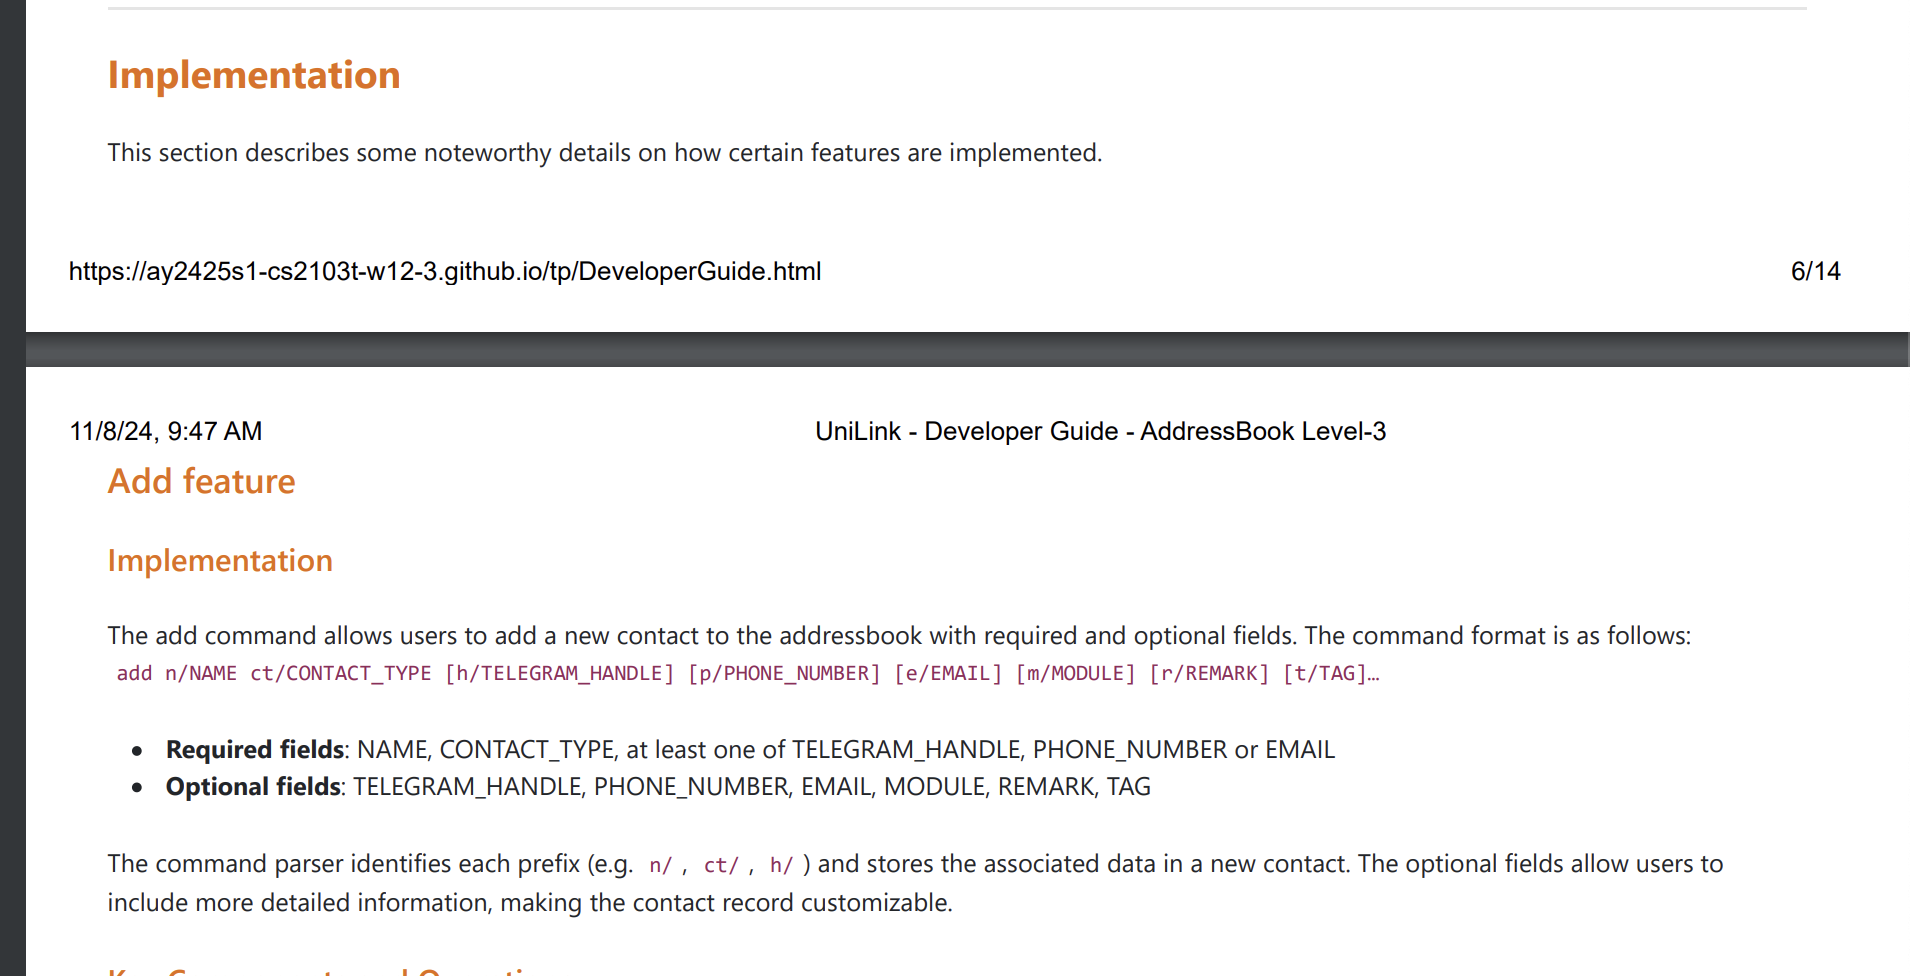 Implementation
This section describes some noteworthy details on how certain features are implemented.
https://ay2425s1-cs2103t-w12-3.github.io/tp/DeveloperGuide.html 6/14
11/8/24, 9:47 AM UniLink - Developer Guide - AddressBook Level-3
Add feature
Implementation
The add command allows users to add a new contact to the addressbook with required and optional fields. The command format is as follows:
add n/NAME ct/CONTACT_TYPE [h/TELEGRAM_HANDLE] [p/PHONE_NUMBER] [e/EMAIL] [m/MODULE] [r/REMARK] [t/TAG]…
• Required fields: NAME, CONTACT_TYPE, at least one of TELEGRAM_HANDLE, PHONE_NUMBER or EMAIL
• Optional fields: TELEGRAM_HANDLE, PHONE_NUMBER, EMAIL, MODULE, REMARK, TAG
The command parser identifies each prefix (e.g. n/ , ct/ , h/ ) and stores the associated data in a new contact. The optional fields allow users to
include more detailed information, making the contact record customizable.